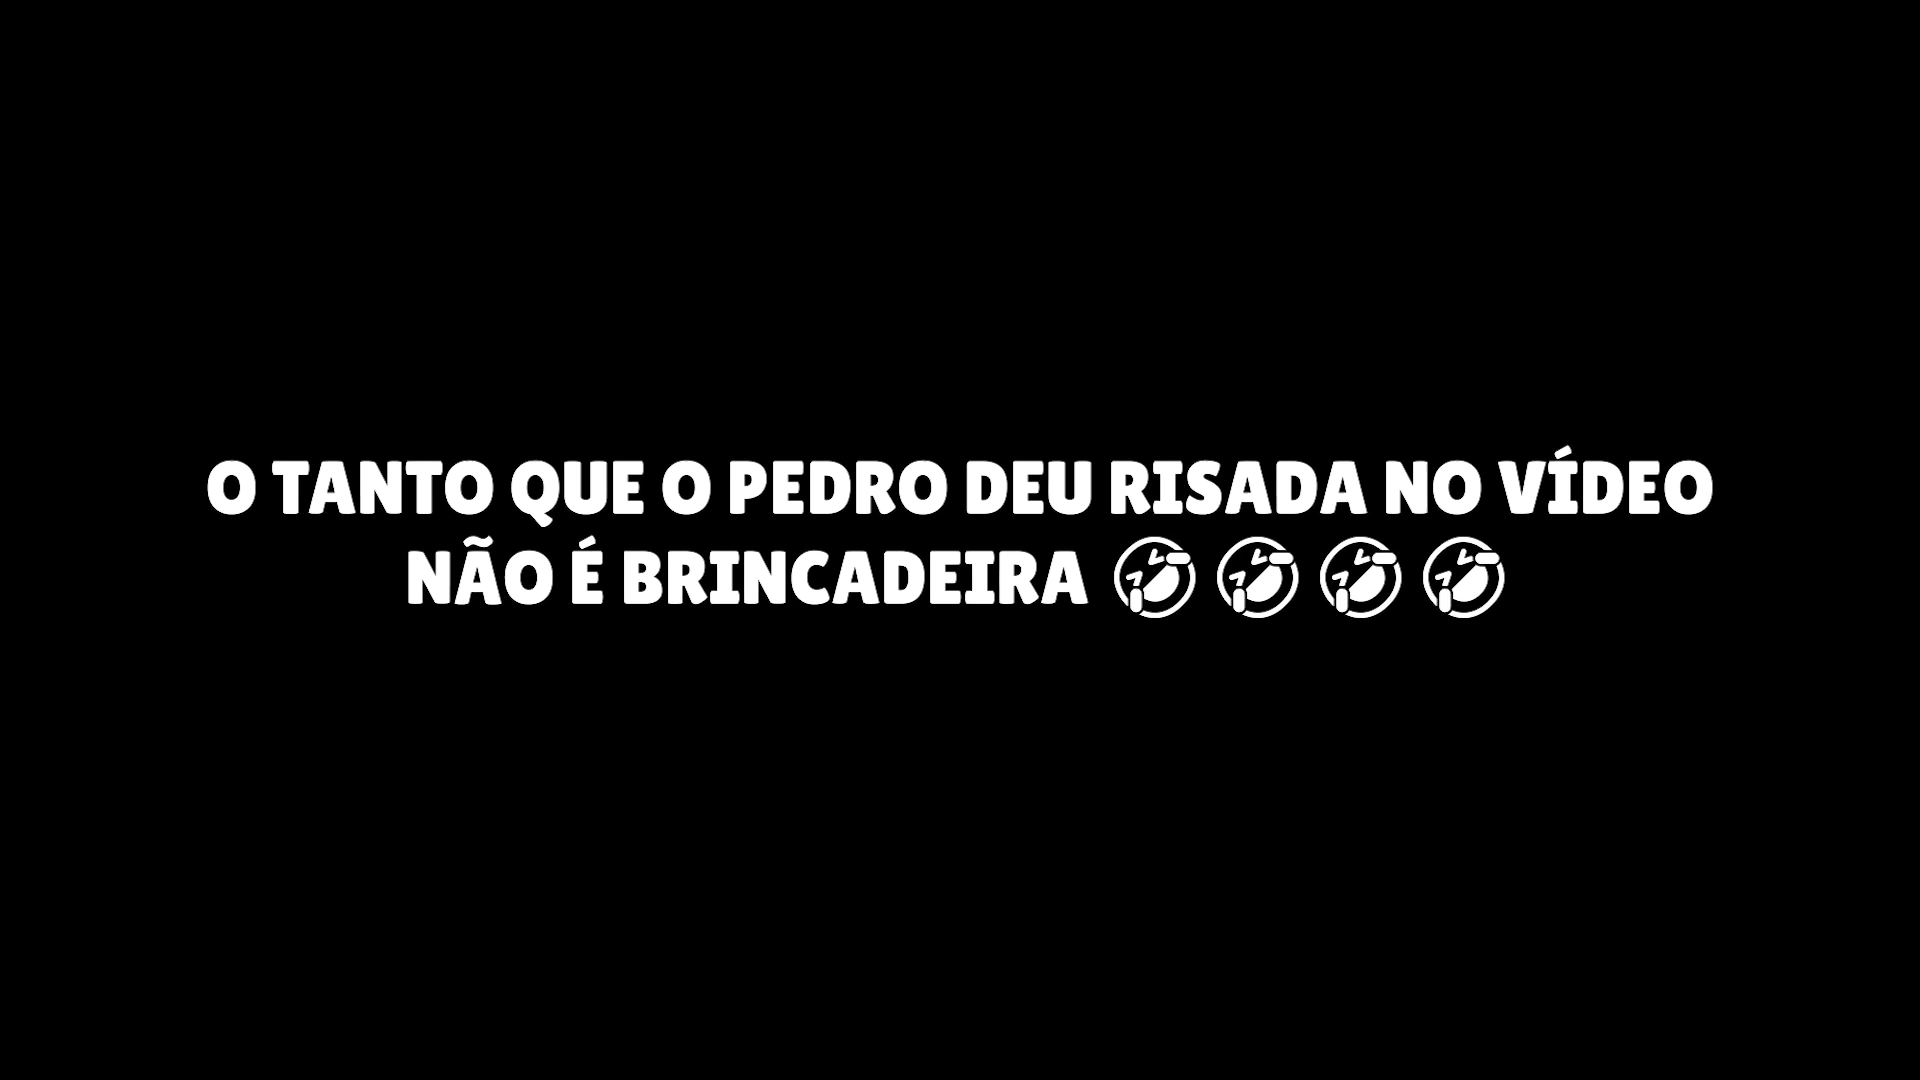 O TANTO QUE O PEDRO DEU RISADA NO VÍDEO
NÃO É BRINCADEIRA 🤣 🤣 🤣 🤣